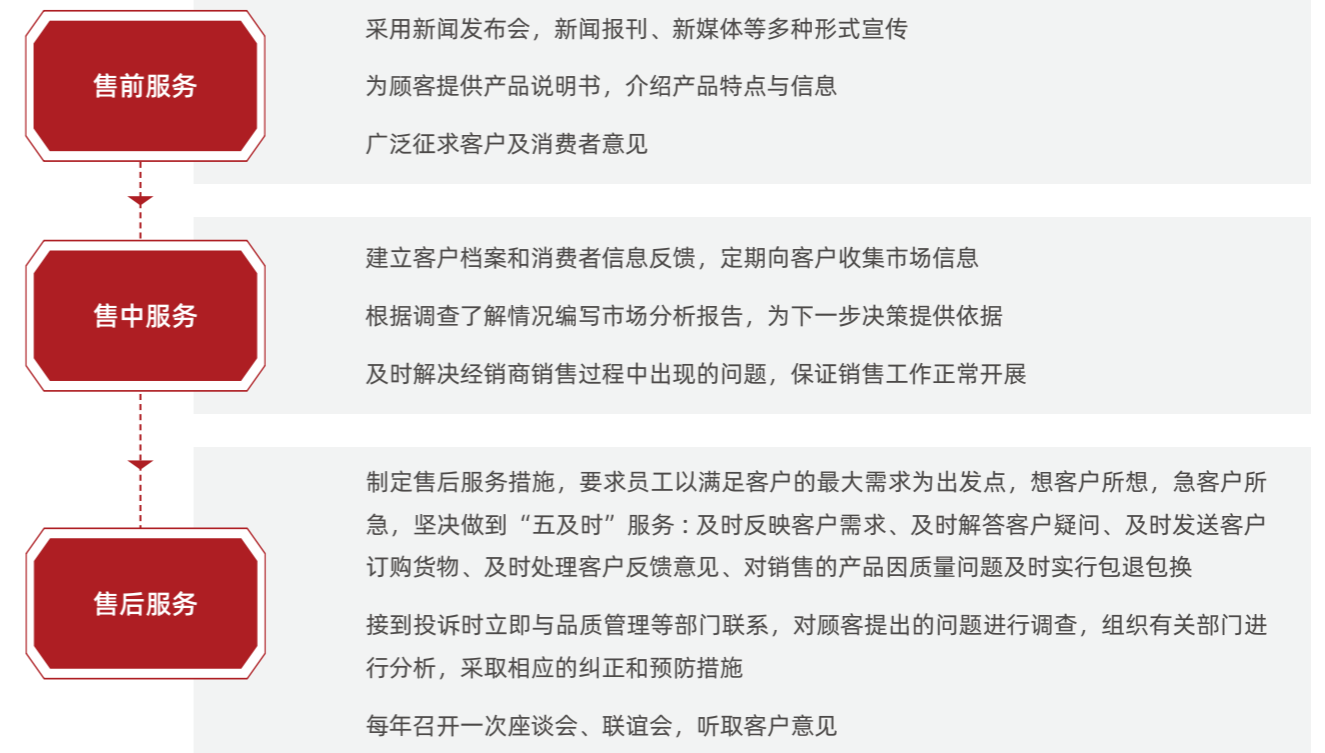 售前服务
采用新闻发布会，新闻报刊、新媒体等多种形式宣传
为顾客提供产品说明书，介绍产品特点与信息
广泛征求客户及消费者意见
售中服务
建立客户档案和消费者信息反馈，定期向客户收集市场信息
根据调查了解情况编写市场分析报告，为下一步决策提供依据
及时解决经销商销售过程中出现的问题，保证销售工作正常开展
售后服务
制定售后服务措施，要求员工以满足客户的最大需求为出发点，想客户所想，急客户所
急，坚决做到“五及时”服务：及时反映客户需求、及时解答客户疑问、及时发送客户
订购货物、及时处理客户反馈意见、对销售的产品因质量问题及时实行包退包换
接到投诉时立即与品质管理等部门联系，对顾客提出的问题进行调查，组织有关部门进
行分析，采取相应的纠正和预防措施
每年召开一次座谈会、联谊会，听取客户意见